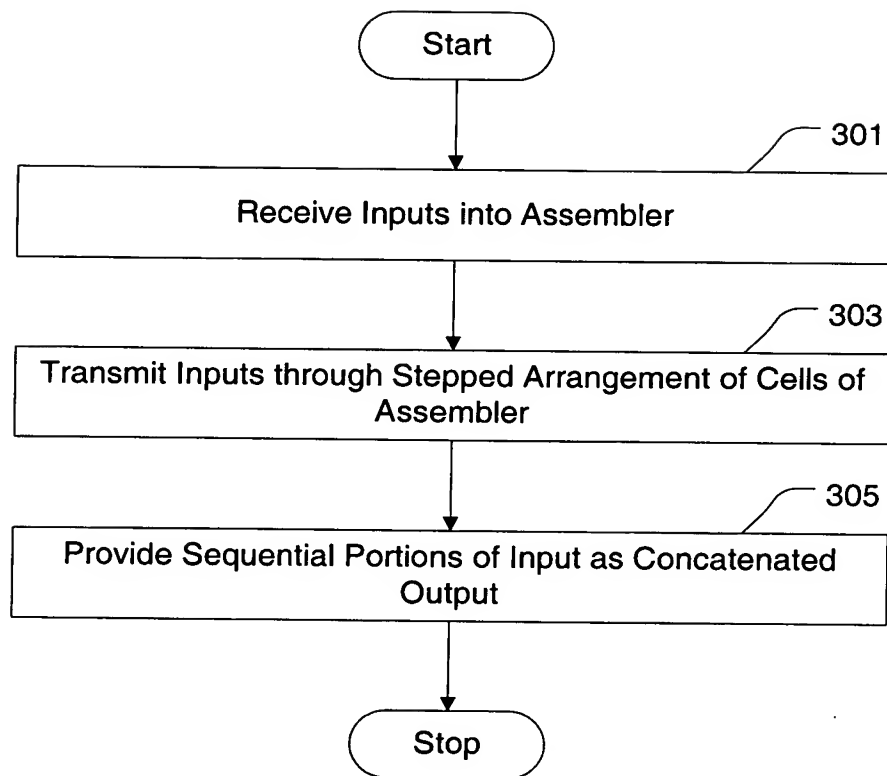 Start
301
Receive Inputs into Assembler
303
Transmit Inputs through Stepped Arrangement of Cells of
Assembler
305
Provide Sequential Portions of Input as Concatenated
Output
Stop